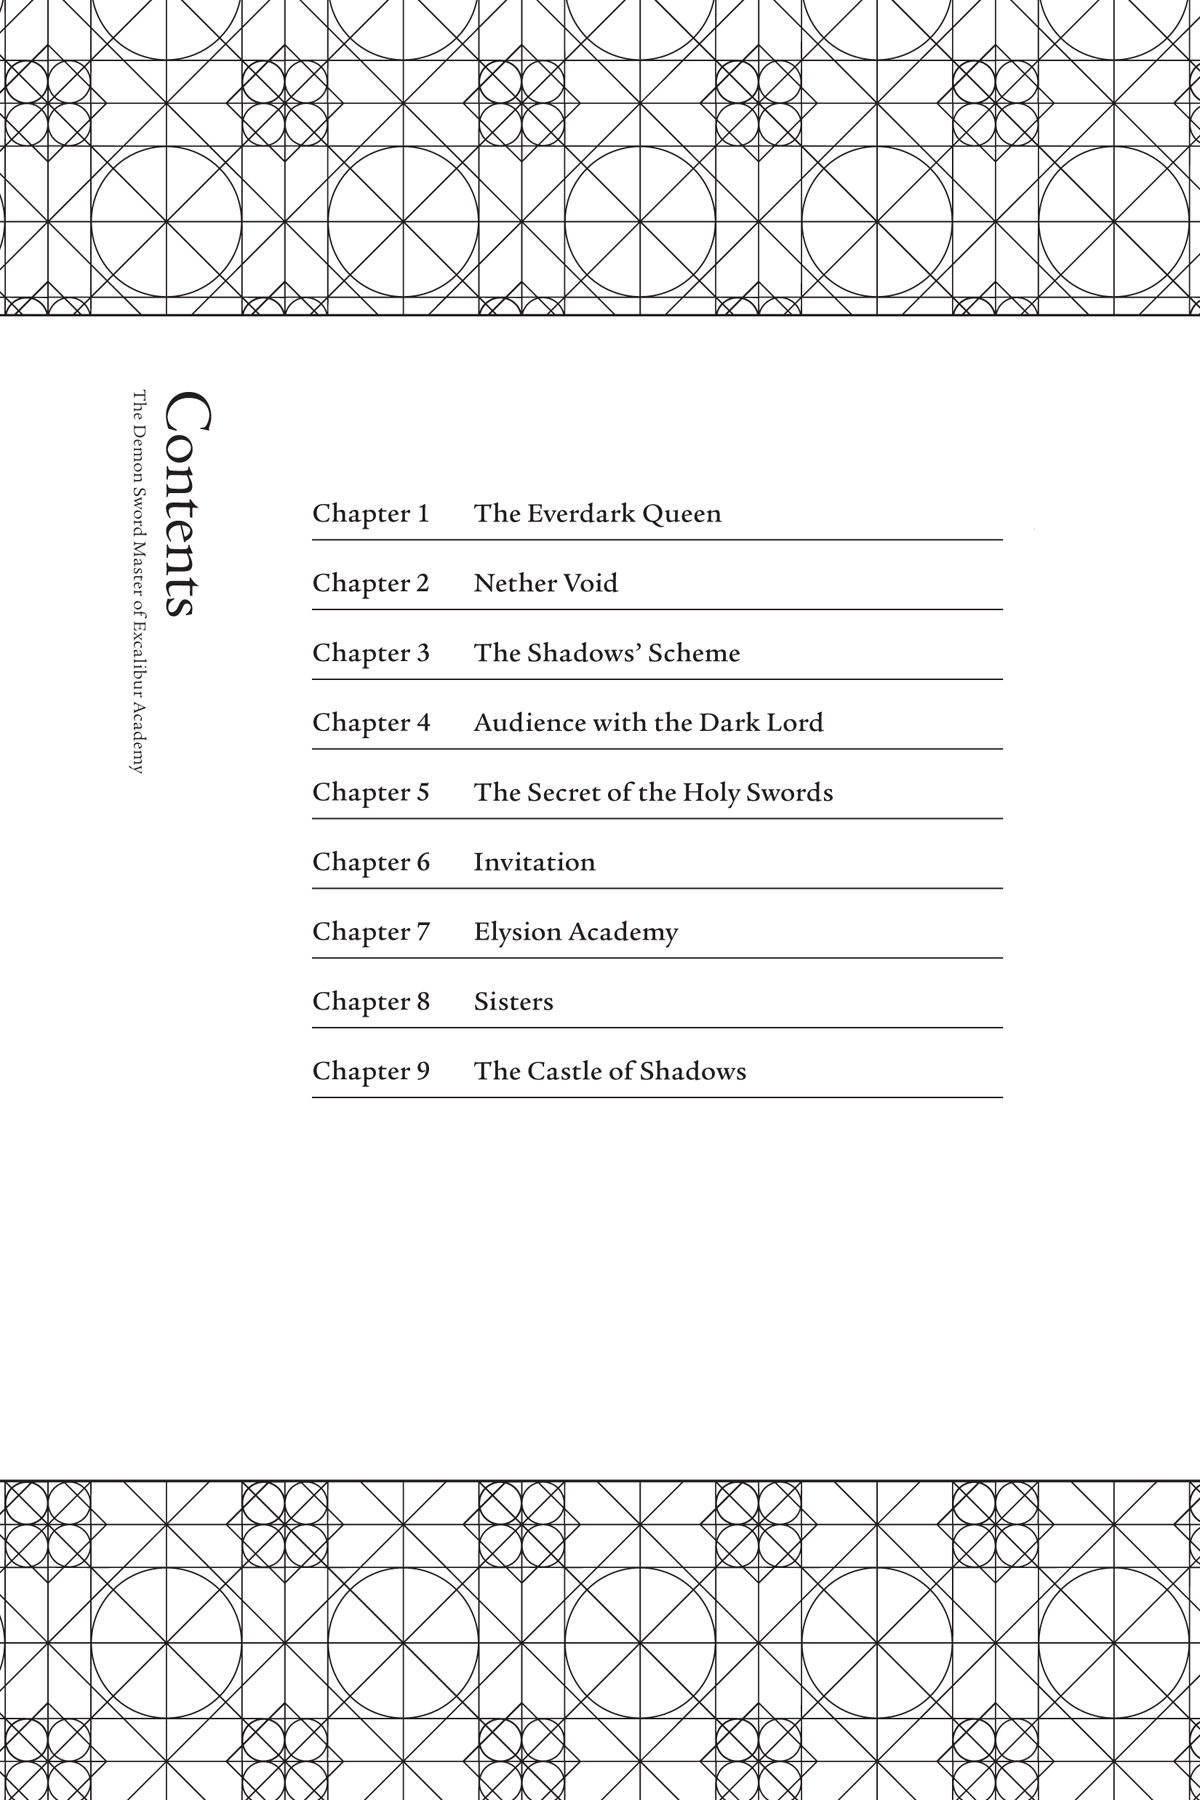 Contents
The Demon Sword Master of Excalibur Academy
Chapter 1 The Everdark Queen
Chapter 2 Nether Void
Chapter 3 The Shadows’ Scheme
Chapter 4 Audience with the Dark Lord
Chapter 5 The Secret of the Holy Swords
Chapter 6 Invitation
Chapter 7 Elysion Academy
Chapter 8 Sisters
Chapter 9 The Castle of Shadows